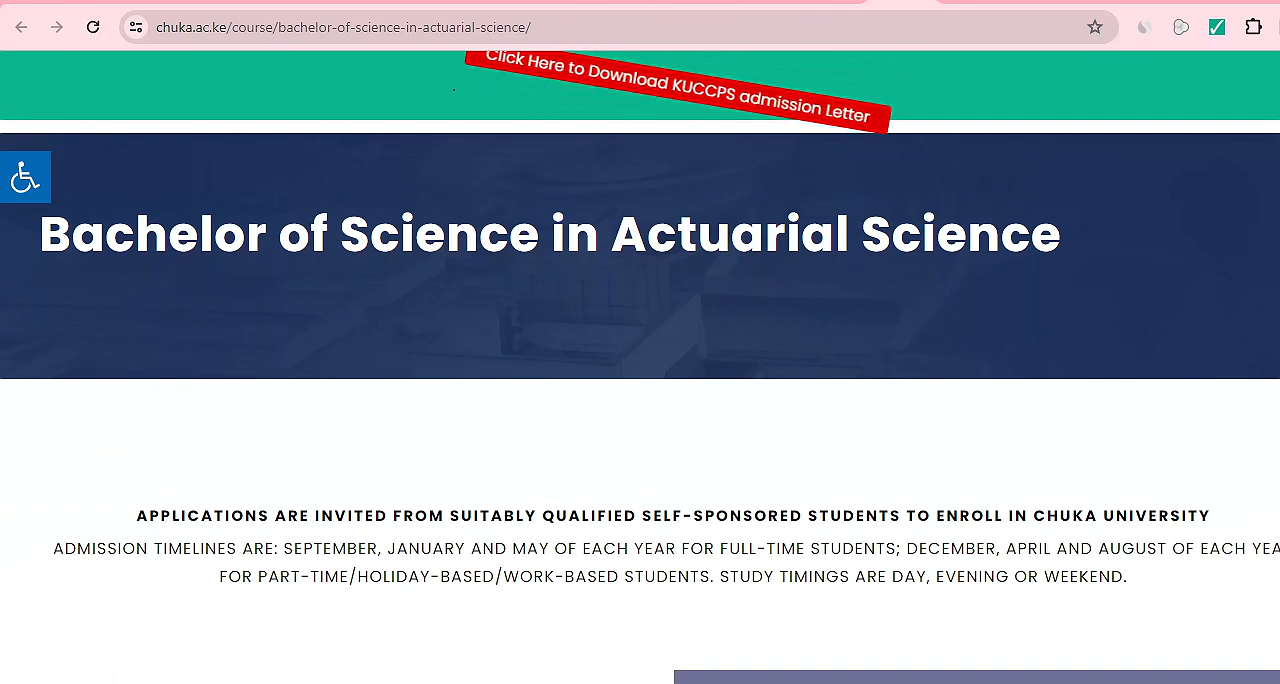 chuka.ac.ke/course/bachelor-of-science-in-actuarial-science/
Click Here to Download KUCCPS admission Letter
Bachelor of Science in Actuarial Science
APPLICATIONS ARE INVITED FROM SUITABLY QUALIFIED SELF-SPONSORED STUDENTS TO ENROLL IN CHUKA UNIVERSITY
ADMISSION TIMELINES ARE: SEPTEMBER, JANUARY AND MAY OF EACH YEAR FOR FULL-TIME STUDENTS; DECEMBER, APRIL AND AUGUST OF EACH YEA
FOR PART-TIME/HOLIDAY-BASED/WORK-BASED STUDENTS. STUDY TIMINGS ARE DAY, EVENING OR WEEKEND.